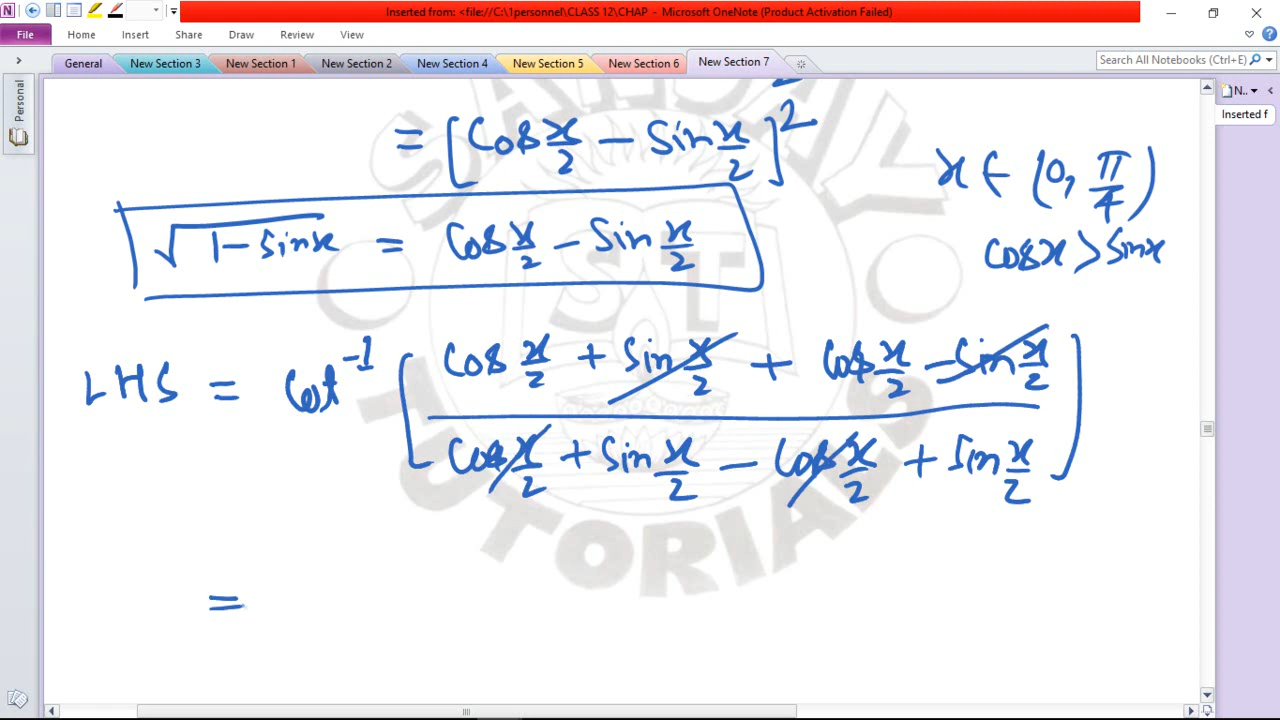 Inserted from: <file://C:\1personnel\CLASS 12\CHAP - Microsoft OneNote (Product Activation Failed)
File Home Insert Share Draw Review View
General New Section 3 New Section 1 New Section 2 New Section 4 New Section 5 New Section 6 New Section 7 Search All Notebooks (Ctrl+E)
Personal
N..
Inserted f
= [Cos x/2 - Sin x/2]^2
x ∈ (0, π/4)
√(1-Sinx) = Cos x/2 - Sin x/2
Cosx > Sinx
LHS = Cot^-1 [(Cos x/2 + Sin x/2 + Cos x/2 - Sin x/2) / (Cos x/2 + Sin x/2 - Cos x/2 + Sin x/2)]
=
SAT
TUTORIALS